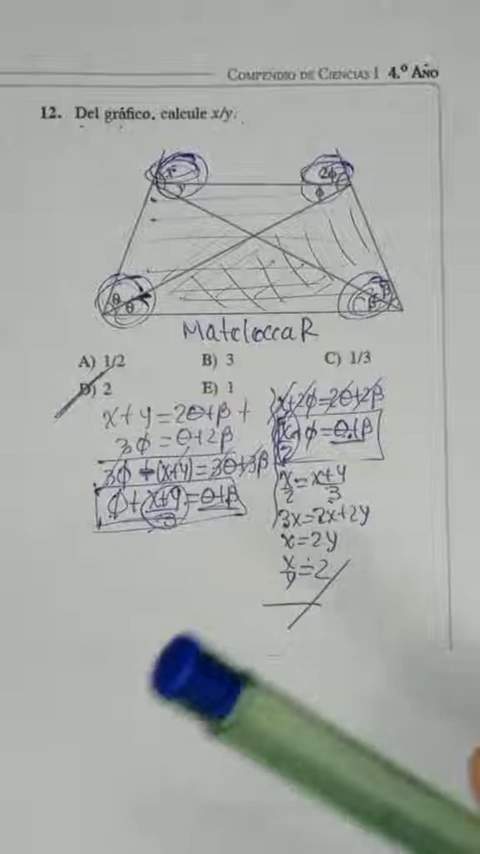 COMPENDIO DE CIENCIAS I 4.º AÑO
12. Del gráfico, calcule x/y.
x 2ϕ
y ϕ
θ θ β β
MateloccaR
A) 1/2 B) 3 C) 1/3
D) 2 E) 1
x+y=2θ+β +
3ϕ=θ+2β
3ϕ+(x+y)=3θ+3β
ϕ+(x+y)/3=θ+β
x+2ϕ=2θ+2β
x/2+ϕ=θ+β
x/2=x+y/3
3x=2x+2y
x=2y
x/y=2